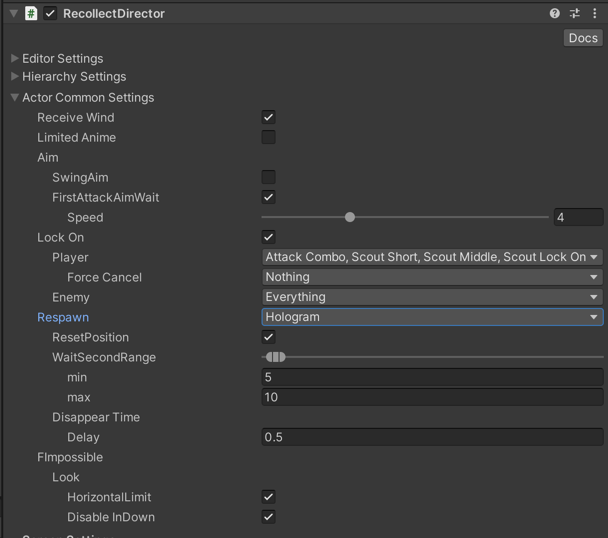 RecollectDirector
Docs
Editor Settings
Hierarchy Settings
Actor Common Settings
Receive Wind
Limited Anime
Aim
SwingAim
FirstAttackAimWait
Speed 4
Lock On
Player Attack Combo, Scout Short, Scout Middle, Scout Lock On
Force Cancel Nothing
Enemy Everything
Respawn Hologram
ResetPosition
WaitSecondRange
min 5
max 10
Disappear Time
Delay 0.5
FImpossible
Look
HorizontalLimit
Disable InDown